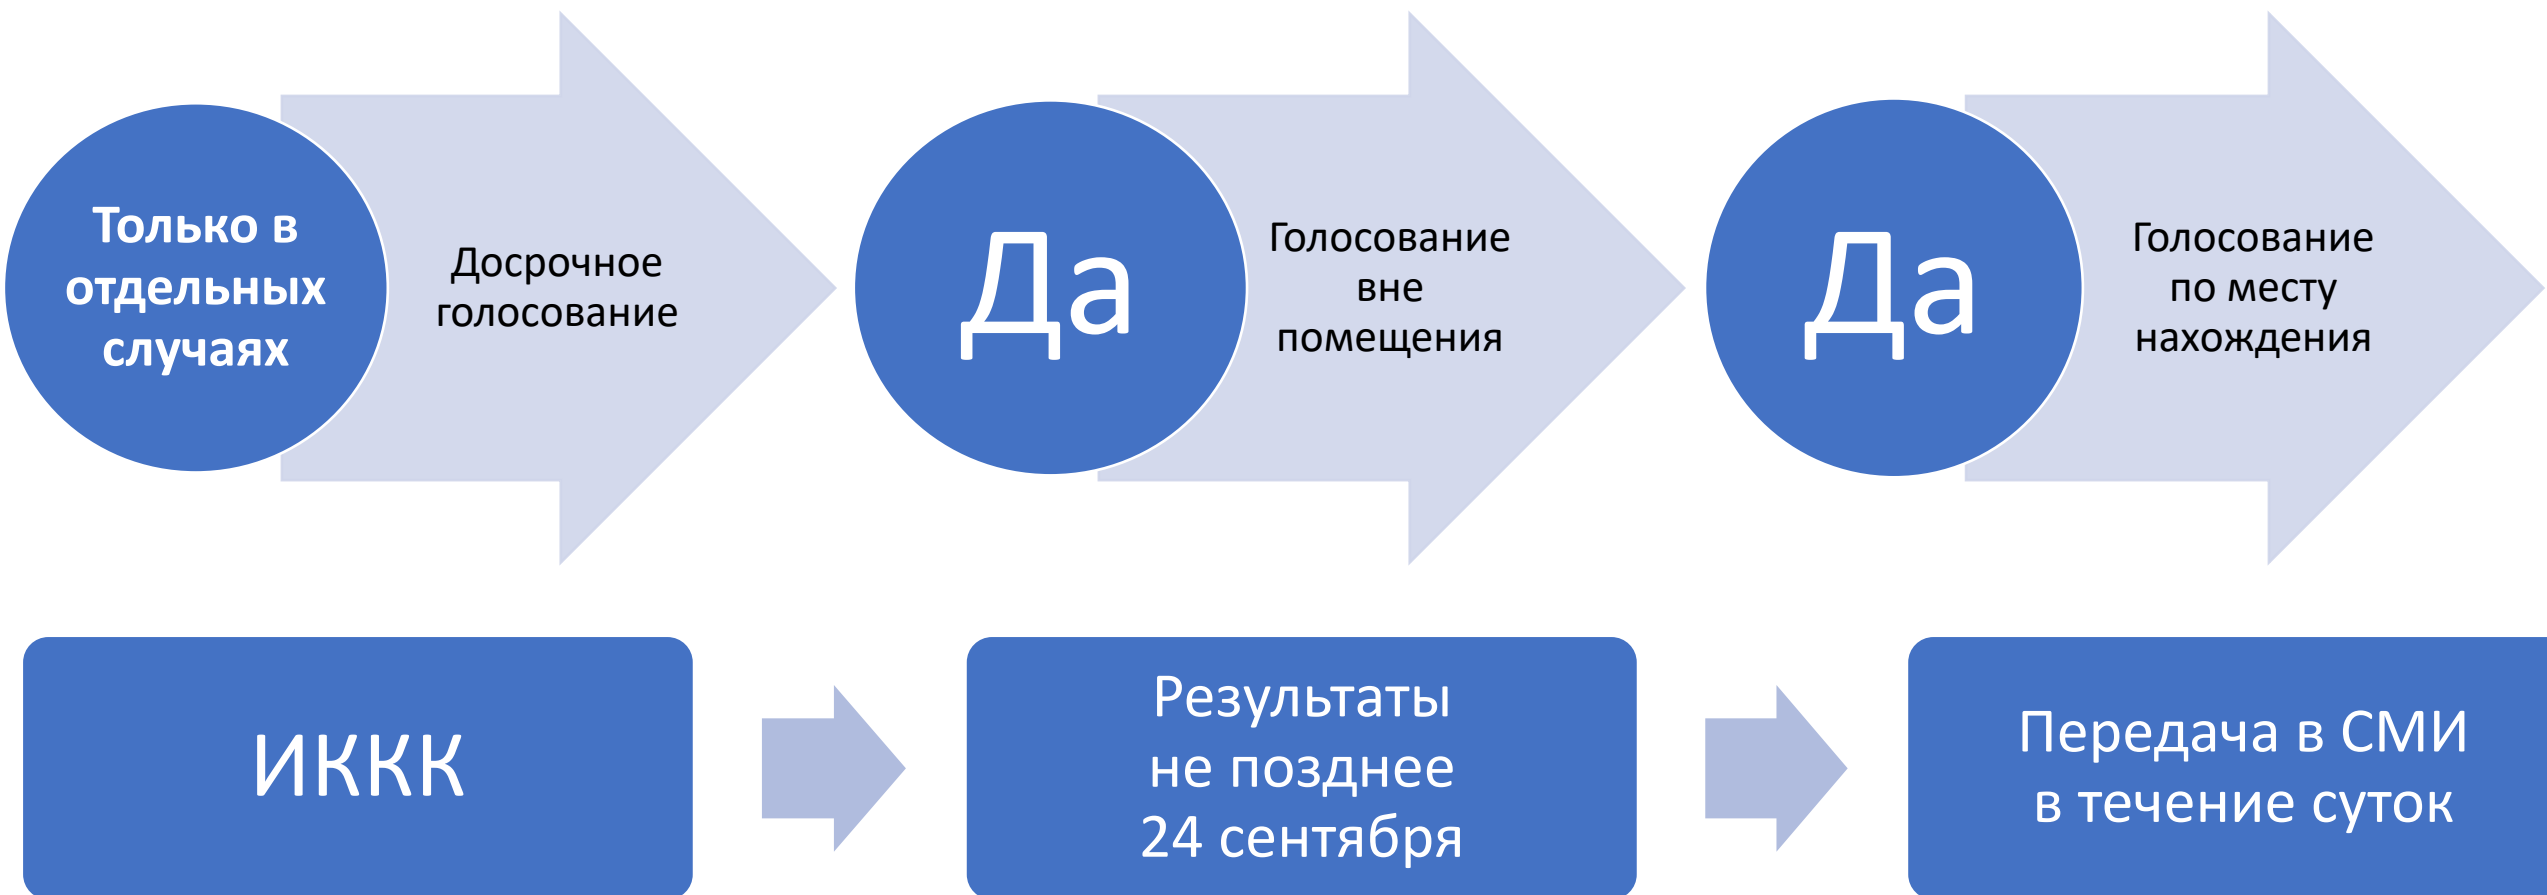 Только в
отдельных
случаях
Досрочное
голосование
Да
Голосование
вне
помещения
Да
Голосование
по месту
нахождения
ИККК
Результаты
не позднее
24 сентября
Передача в СМИ
в течение суток